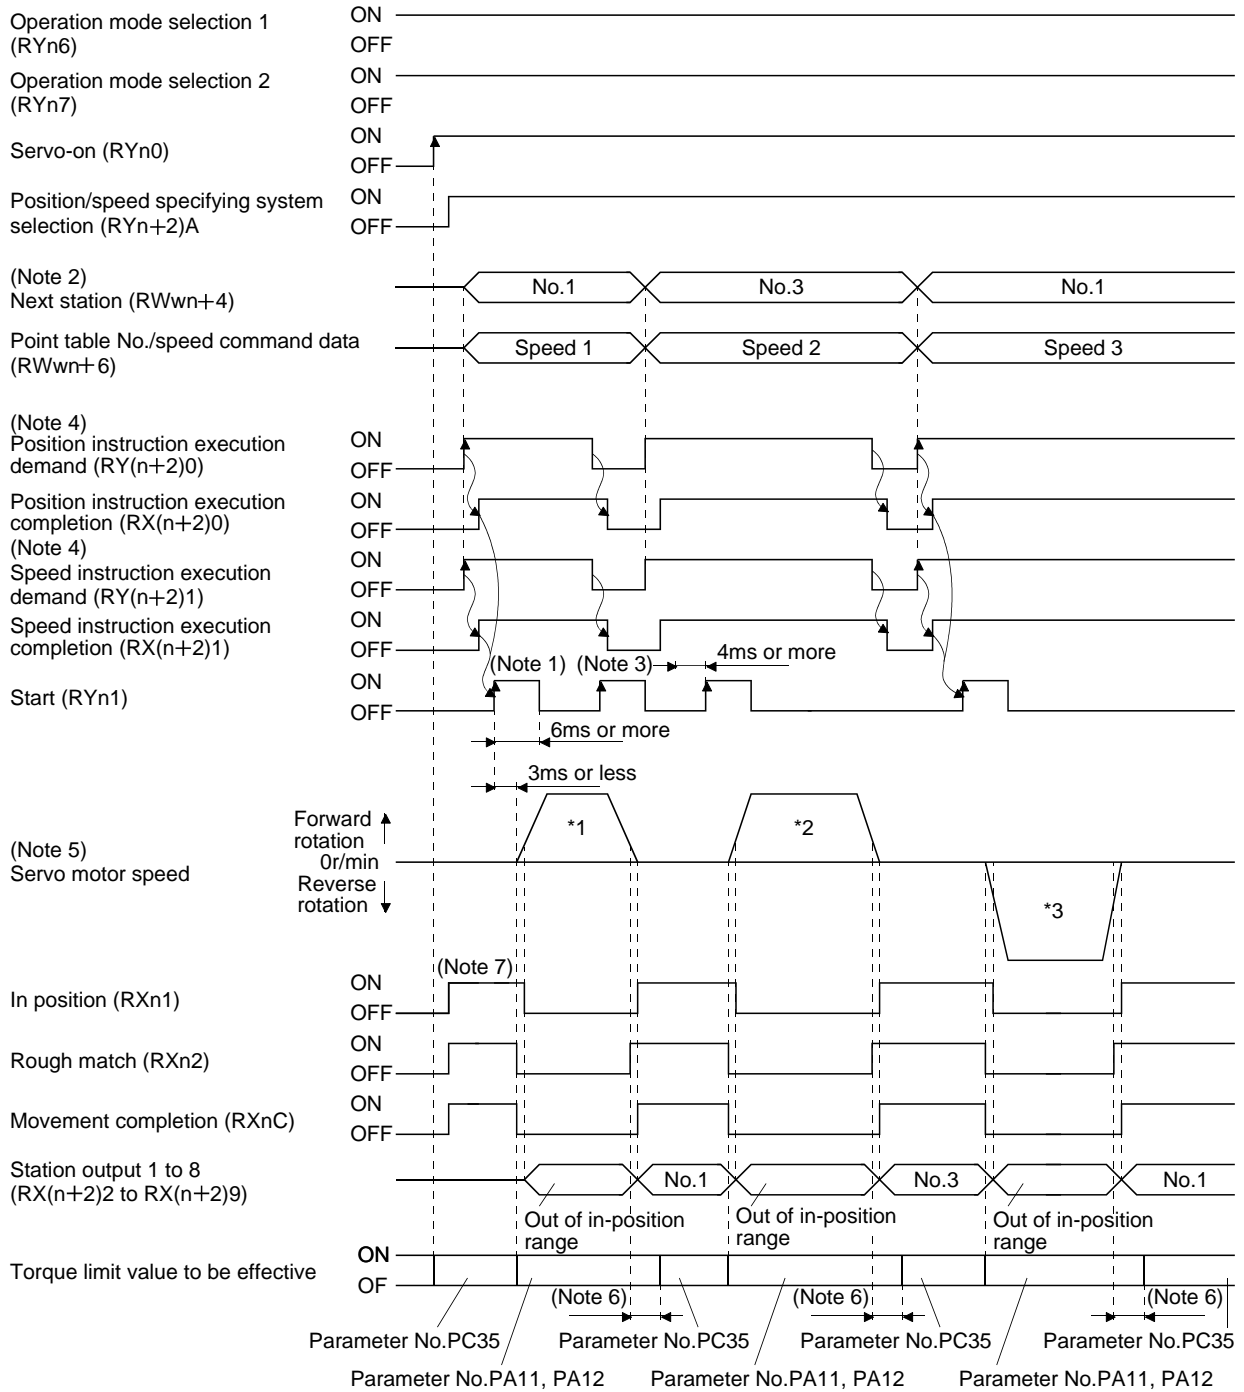 Operation mode selection 1
(RYn6)
ON
OFF
Operation mode selection 2
(RYn7)
ON
OFF
Servo-on (RYn0)
ON
OFF
Position/speed specifying system
selection (RYn+2)A
ON
OFF
(Note 2)
Next station (RWwn+4)
No.1
No.3
No.1
Point table No./speed command data
(RWwn+6)
Speed 1
Speed 2
Speed 3
(Note 4)
Position instruction execution
demand (RY(n+2)0)
ON
OFF
Position instruction execution
completion (RX(n+2)0)
ON
OFF
(Note 4)
Speed instruction execution
demand (RY(n+2)1)
ON
OFF
Speed instruction execution
completion (RX(n+2)1)
ON
OFF
(Note 1)
(Note 3)
4ms or more
Start (RYn1)
ON
OFF
6ms or more
3ms or less
(Note 5)
Servo motor speed
Forward
rotation
0r/min
Reverse
rotation
*1
*2
*3
(Note 7)
In position (RXn1)
ON
OFF
Rough match (RXn2)
ON
OFF
Movement completion (RXnC)
ON
OFF
Station output 1 to 8
(RX(n+2)2 to RX(n+2)9)
No.1
No.3
No.1
Out of in-position
range
Out of in-position
range
Out of in-position
range
Torque limit value to be effective
ON
OF
(Note 6)
(Note 6)
(Note 6)
Parameter No.PC35
Parameter No.PC35
Parameter No.PC35
Parameter No.PC35
Parameter No.PA11, PA12
Parameter No.PA11, PA12
Parameter No.PA11, PA12